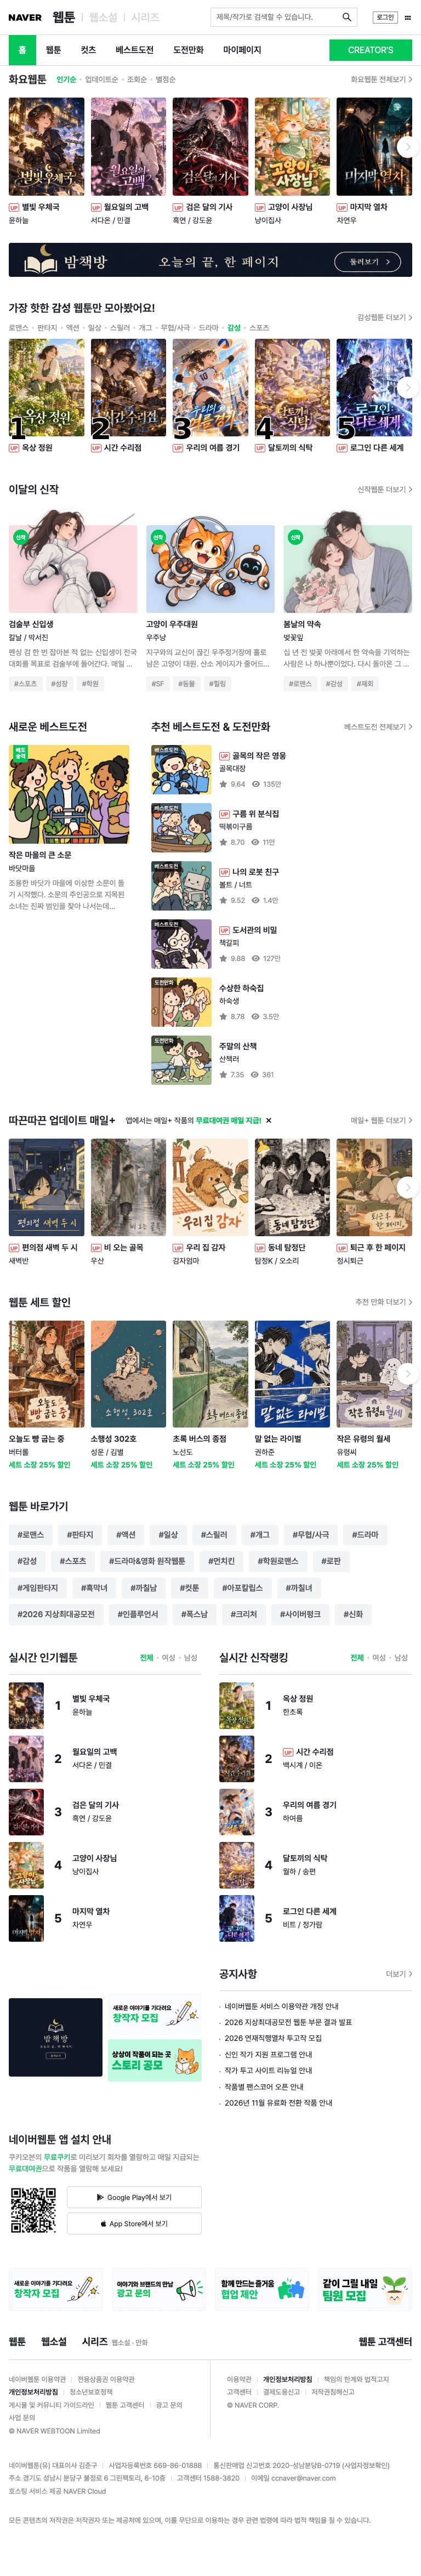 NAVER 웹툰 | 웹소설 | 시리즈
제목/작가로 검색할 수 있습니다.
로그인
홈 웹툰 컷츠 베스트도전 도전만화 마이페이지
CREATOR'S
화요웹툰 인기순 · 업데이트순 · 조회순 · 별점순
화요웹툰 전체보기 >
별빛 우체국
월요일의 고백
검은 달의 기사
고양이 사장님
마지막 열차
UP 별빛 우체국
윤하늘
UP 월요일의 고백
서다온 / 민결
UP 검은 달의 기사
흑연 / 강도윤
UP 고양이 사장님
냥이집사
UP 마지막 열차
차연우
밤책방
오늘의 끝, 한 페이지
둘러보기 >
가장 핫한 감성 웹툰만 모아봤어요!
감성웹툰 더보기 >
로맨스 · 판타지 · 액션 · 일상 · 스릴러 · 개그 · 무협/사극 · 드라마 · 감성 · 스포츠
옥상 정원
시간 수리점
우리의 여름 경기
달토끼의 식탁
로그인 다른 세계
1
2
3
4
5
UP 옥상 정원
UP 시간 수리점
UP 우리의 여름 경기
UP 달토끼의 식탁
UP 로그인 다른 세계
이달의 신작
신작웹툰 더보기 >
신작
신작
신작
검술부 신입생
칼날 / 박서진
펜싱 검 한 번 잡아본 적 없는 신입생이 전국
대회를 목표로 검술부에 들어간다. 매일 ...
#스포츠 #성장 #학원
고양이 우주대원
우주냥
지구와의 교신이 끊긴 우주정거장에 홀로
남은 고양이 대원. 산소 게이지가 줄어드...
#SF #동물 #힐링
봄날의 약속
벚꽃잎
십 년 전 벚꽃 아래에서 한 약속을 기억하는
사람은 나 하나뿐이었다. 다시 돌아온 그 ...
#로맨스 #감성 #재회
새로운 베스트도전
베도
승격
작은 마을의 큰 소문
바닷마을
조용한 바닷가 마을에 이상한 소문이 돌
기 시작했다. 소문의 주인공으로 지목된
소녀는 진짜 범인을 찾아 나서는데...
추천 베스트도전 & 도전만화
베스트도전 전체보기 >
베스트도전
UP 골목의 작은 영웅
골목대장
9.64 135만
베스트도전
UP 구름 위 분식집
떡볶이구름
8.70 11만
베스트도전
UP 나의 로봇 친구
볼트 / 너트
9.52 1.4만
베스트도전
UP 도서관의 비밀
책갈피
9.88 127만
도전만화
수상한 하숙집
하숙생
8.78 3.5만
도전만화
주말의 산책
산책러
7.35 361
따끈따끈 업데이트 매일+
앱에서는 매일+ 작품의 무료대여권 매일 지급! ×
매일+ 웹툰 더보기 >
편의점 새벽 두 시
비 오는 골목
우리 집 감자
동네 탐정단
퇴근 후 한 페이지
UP 편의점 새벽 두 시
새벽반
UP 비 오는 골목
우산
UP 우리 집 감자
감자엄마
UP 동네 탐정단
탐정K / 오소리
UP 퇴근 후 한 페이지
정시퇴근
웹툰 세트 할인
추천 만화 더보기 >
오늘도 빵 굽는 중
소행성 302호
초록 버스의 종점
말 없는 라이벌
작은 유령의 월세
오늘도 빵 굽는 중
버터롤
세트 소장 25% 할인
소행성 302호
성운 / 김별
세트 소장 25% 할인
초록 버스의 종점
노선도
세트 소장 25% 할인
말 없는 라이벌
권하준
세트 소장 25% 할인
작은 유령의 월세
유령씨
세트 소장 25% 할인
웹툰 바로가기
#로맨스 #판타지 #액션 #일상 #스릴러 #개그 #무협/사극 #드라마
#감성 #스포츠 #드라마&영화 원작웹툰 #먼치킨 #학원로맨스 #로판
#게임판타지 #흑막녀 #까칠남 #컷툰 #아포칼립스 #까칠녀
#2026 지상최대공모전 #인플루언서 #폭스남 #크리처 #사이버펑크 #신화
실시간 인기웹툰
전체 · 여성 · 남성
1
별빛 우체국
윤하늘
2
월요일의 고백
서다온 / 민결
3
검은 달의 기사
흑연 / 강도윤
4
고양이 사장님
냥이집사
5
마지막 열차
차연우
실시간 신작랭킹
전체 · 여성 · 남성
1
옥상 정원
한초록
2
UP 시간 수리점
백시계 / 이온
3
우리의 여름 경기
하여름
4
달토끼의 식탁
월하 / 송편
5
로그인 다른 세계
비트 / 정가람
밤책방
새로운 이야기를 기다려요
창작자 모집
상상이 작품이 되는 곳
스토리 공모
공지사항
더보기 >
· 네이버웹툰 서비스 이용약관 개정 안내
· 2026 지상최대공모전 웹툰 부문 결과 발표
· 2026 연재직행열차 투고작 모집
· 신인 작가 지원 프로그램 안내
· 작가 투고 사이트 리뉴얼 안내
· 작품별 팬스코어 오픈 안내
· 2026년 11월 유료화 전환 작품 안내
네이버웹툰 앱 설치 안내
쿠키오븐의 무료쿠키로 미리보기 회차를 열람하고 매일 지급되는
무료대여권으로 작품을 열람해 보세요!
Google Play에서 보기
App Store에서 보기
새로운 이야기를 기다려요
창작자 모집
이야기와 브랜드의 만남
광고 문의
함께 만드는 즐거움
협업 제안
같이 그릴 내일
팀원 모집
웹툰 웹소설 시리즈 웹소설 · 만화
웹툰 고객센터
네이버웹툰 이용약관 | 전용상품권 이용약관
개인정보처리방침 | 청소년보호정책
게시물 및 커뮤니티 가이드라인 | 웹툰 고객센터 | 광고 문의
사업 문의
© NAVER WEBTOON Limited
이용약관 | 개인정보처리방침 | 책임의 한계와 법적고지
고객센터 | 결제도용신고 | 저작권침해신고
© NAVER CORP.
네이버웹툰(유) 대표이사 김준구 | 사업자등록번호 669-86-01888 | 통신판매업 신고번호 2020-성남분당B-0719 (사업자정보확인)
주소 경기도 성남시 분당구 불정로 6 그린팩토리, 6-10층 | 고객센터 1588-3820 | 이메일 ccnaver@naver.com
호스팅 서비스 제공 NAVER Cloud
모든 콘텐츠의 저작권은 저작권자 또는 제공처에 있으며, 이를 무단으로 이용하는 경우 관련 법령에 따라 법적 책임을 질 수 있습니다.